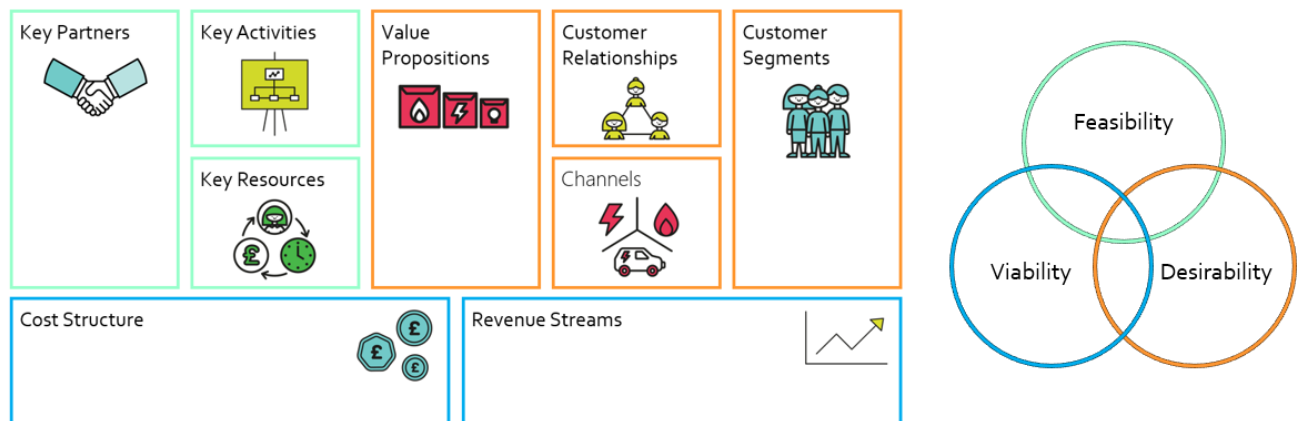 Key Partners
Key Activities
Value
Propositions
Customer
Relationships
Customer
Segments
Key Resources
£
Channels
Cost Structure
£
£
£
Revenue Streams
Feasibility
Viability
Desirability